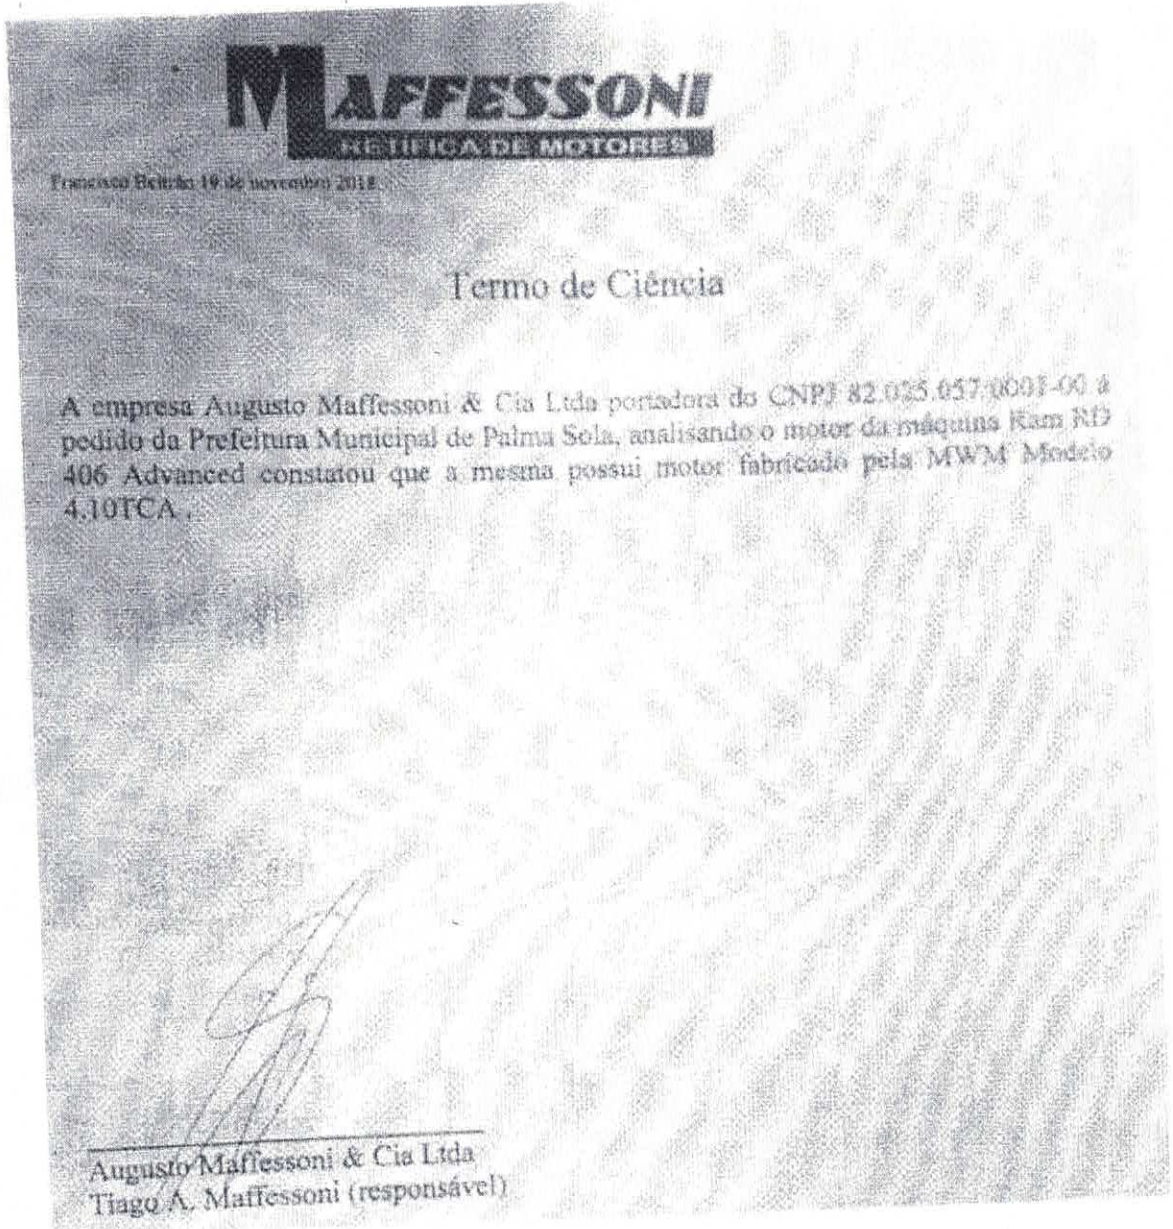 MAFFESSONI
RETIFICA DE MOTORES
Francisco Beltrão 19 de novembro 2018.
Termo de Ciência
A empresa Augusto Maffessoni & Cia Ltda portadora do CNPJ 82.025.057/0001-00 á
pedido da Prefeitura Municipal de Palma Sola, analisando o motor da máquina Ram RD
406 Advanced constatou que a mesma possui motor fabricado pela MWM Modelo
4.10TCA .
Augusto Maffessoni & Cia Ltda
Tiago A. Maffessoni (responsável)